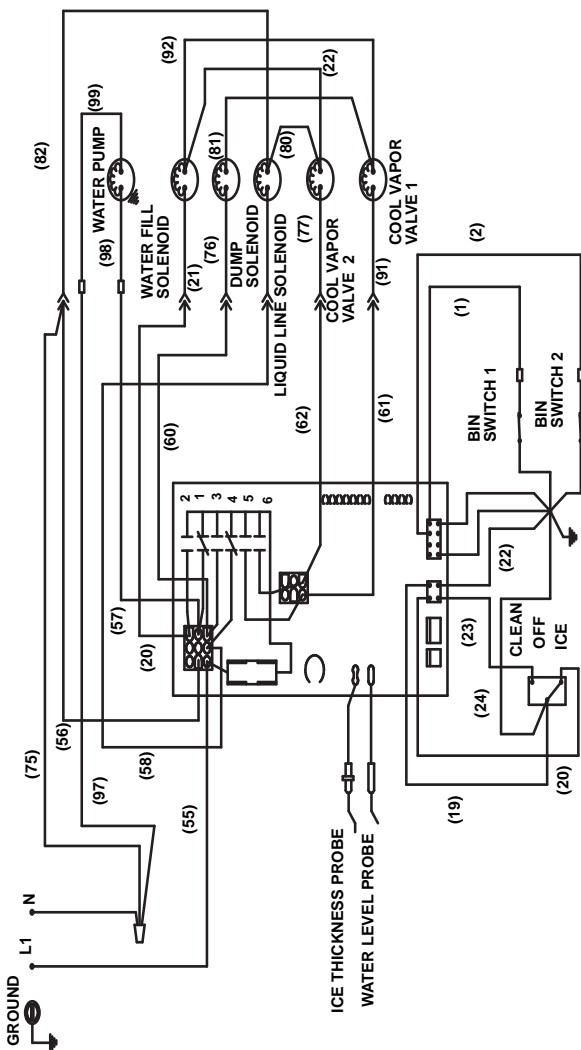 GROUND
L1
N
(75)
(56)
(97)
(58)
(55)
(57)
(20)
(60)
(82)
(99)
WATER PUMP
(98)
(92)
(22)
WATER FILL
SOLENOID
(21)
(81)
(76)
DUMP
SOLENOID
(80)
LIQUID LINE SOLENOID
(77)
COOL VAPOR
VALVE 2
COOL VAPOR
VALVE 1
(91)
(62)
(61)
2
1
3
4
5
6
ICE THICKNESS PROBE
WATER LEVEL PROBE
(2)
(1)
BIN
SWITCH 1
BIN
SWITCH 2
(22)
(23)
CLEAN
OFF
ICE
(24)
(19)
(20)